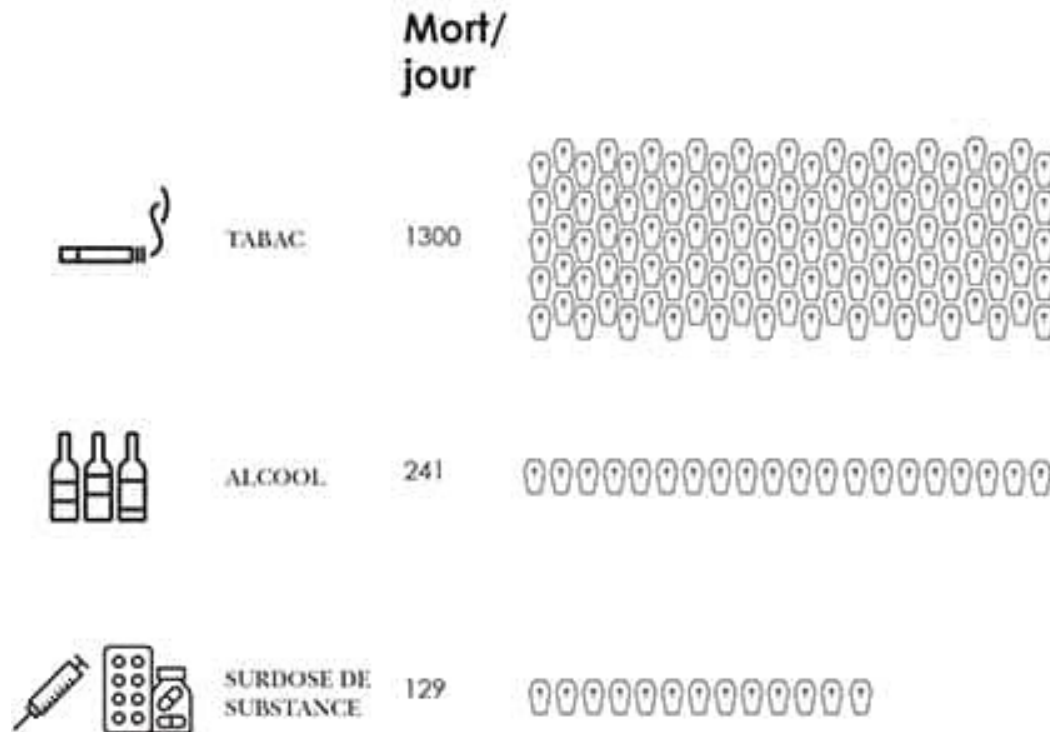 Mort/
jour
TABAC 1300
ALCOOL 241
SURDOSE DE
SUBSTANCE 129